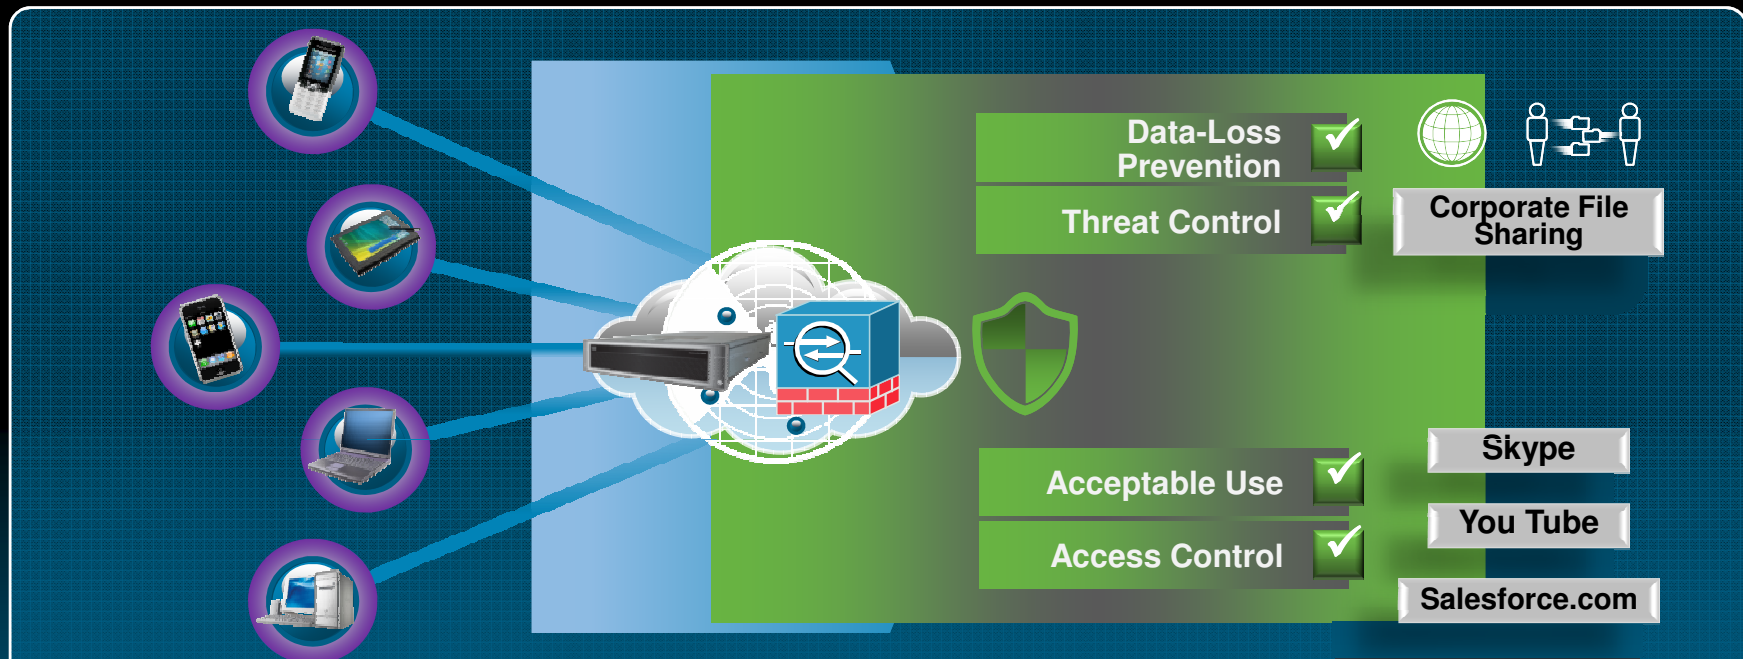 Data-Loss
Prevention
Threat Control
Corporate File
Sharing
Acceptable Use
Access Control
Skype
You Tube
Salesforce.com